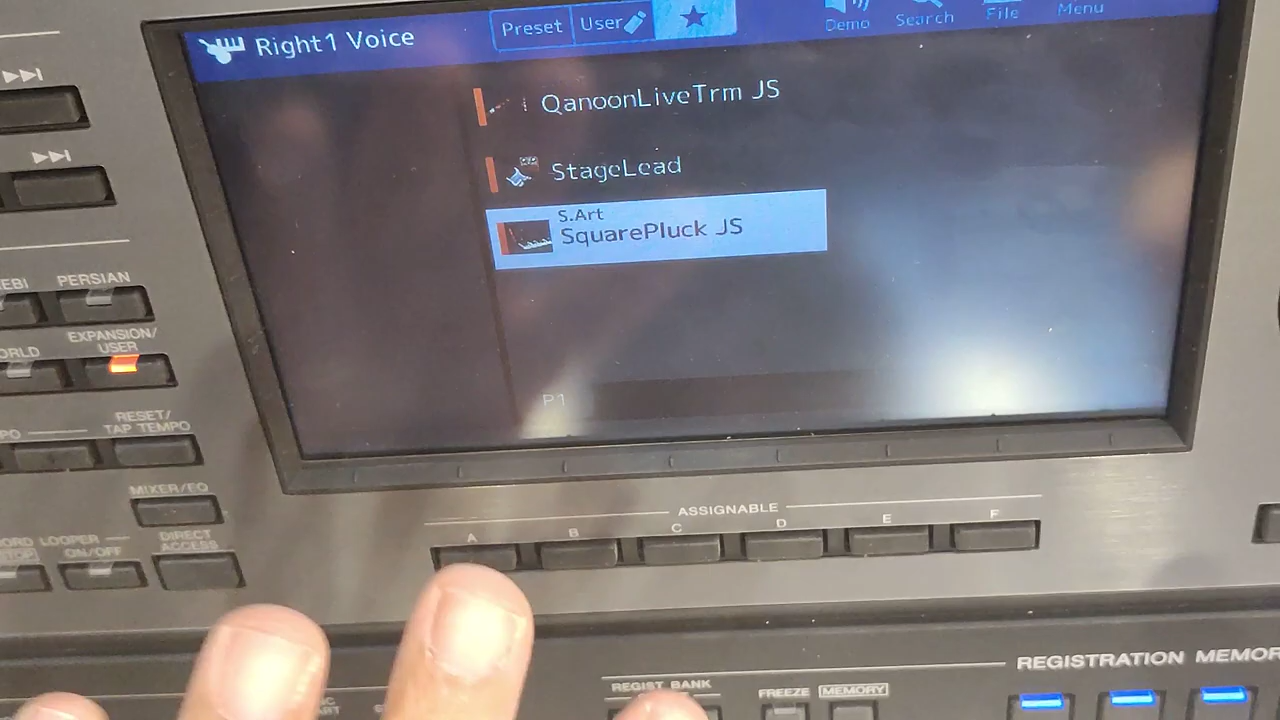 Right1 Voice
Preset
User
Demo
Search
File
Menu
QanoonLiveTrm JS
StageLead
S.Art
SquarePluck JS
P1
PERSIAN
EXPANSION/
USER
RESET/
TAP TEMPO
MIXER/EQ
LOOPER
ON/OFF
DIRECT
ACCESS
ASSIGNABLE
A
B
C
D
E
F
REGIST BANK
FREEZE
MEMORY
REGISTRATION MEMOR